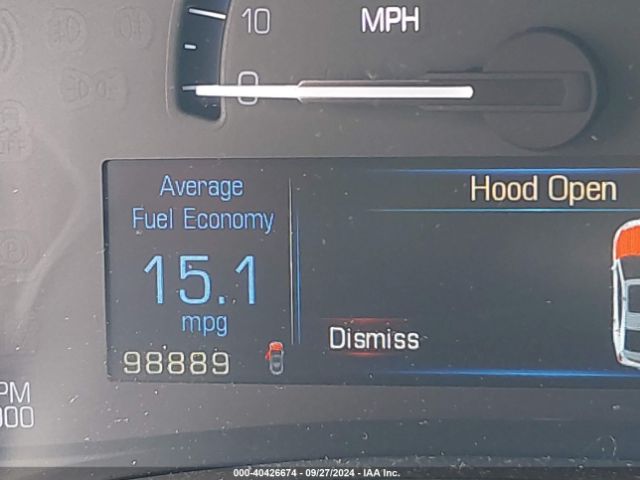 10
MPH
0
Average
Fuel Economy
15.1
mpg
98889
Hood Open
Dismiss
000-40426674 - 09/27/2024 - IAA Inc.